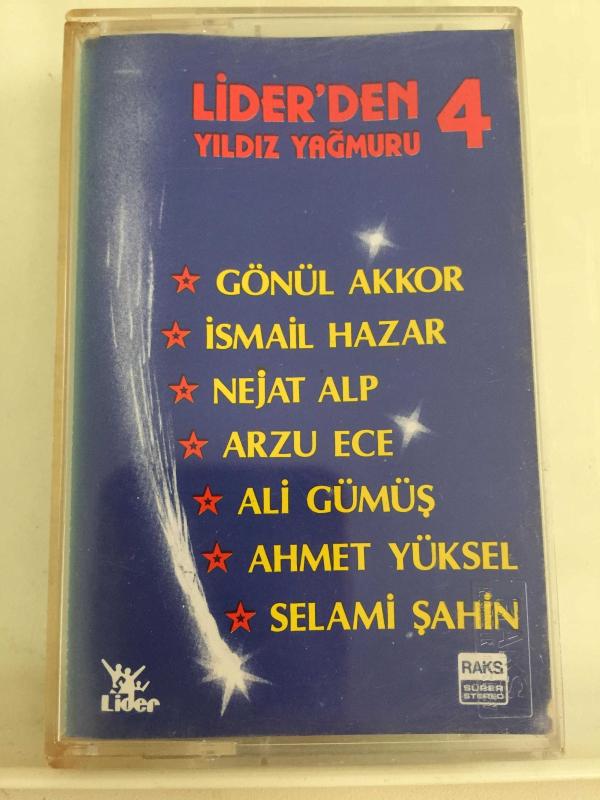 LİDER'DEN 4
YILDIZ YAĞMURU
GÖNÜL AKKOR
İSMAİL HAZAR
NEJAT ALP
ARZU ECE
ALİ GÜMÜŞ
AHMET YÜKSEL
SELAMİ ŞAHİN
Lider
RAKS
SÜPER
STEREO